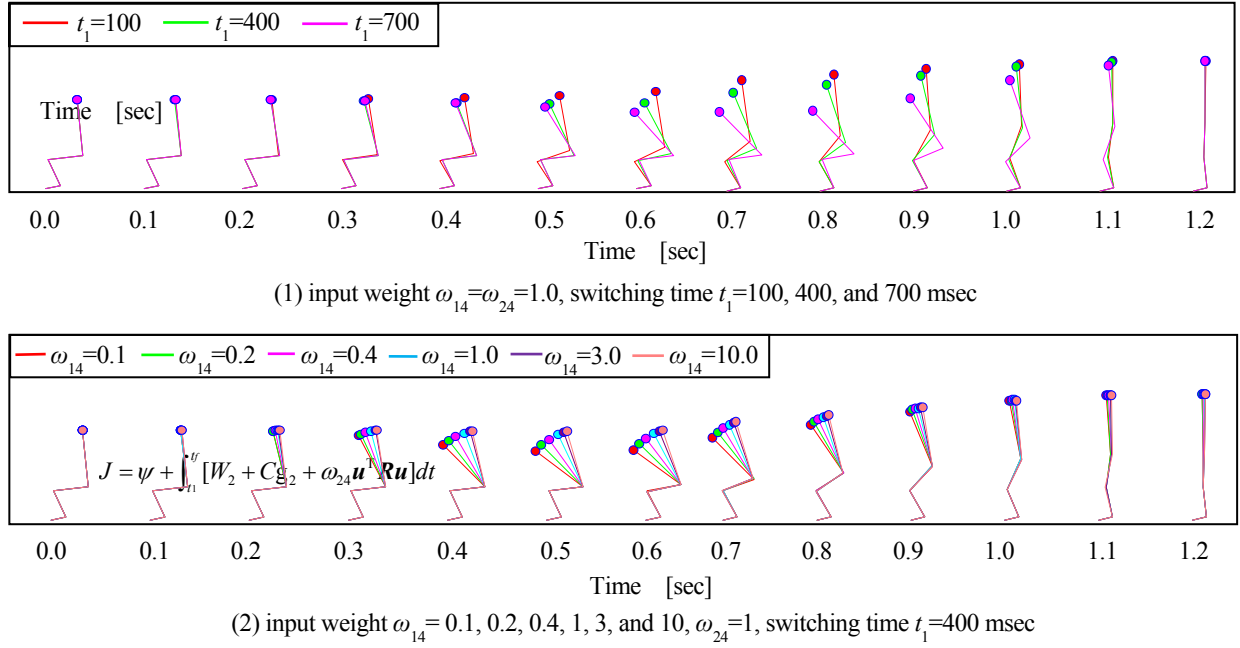 t₁=100 t₁=400 t₁=700
Time [sec]
0.0 0.1 0.2 0.3 0.4 0.5 0.6 0.7 0.8 0.9 1.0 1.1 1.2
Time [sec]
(1) input weight ω₁₄=ω₂₄=1.0, switching time t₁=100, 400, and 700 msec
ω₁₄=0.1 ω₁₄=0.2 ω₁₄=0.4 ω₁₄=1.0 ω₁₄=3.0 ω₁₄=10.0
J = ψ + ∫_{t1}^{tf} [W₂ + Cg₂ + ω₂₄uᵀRu]dt
0.0 0.1 0.2 0.3 0.4 0.5 0.6 0.7 0.8 0.9 1.0 1.1 1.2
Time [sec]
(2) input weight ω₁₄= 0.1, 0.2, 0.4, 1, 3, and 10, ω₂₄=1, switching time t₁=400 msec